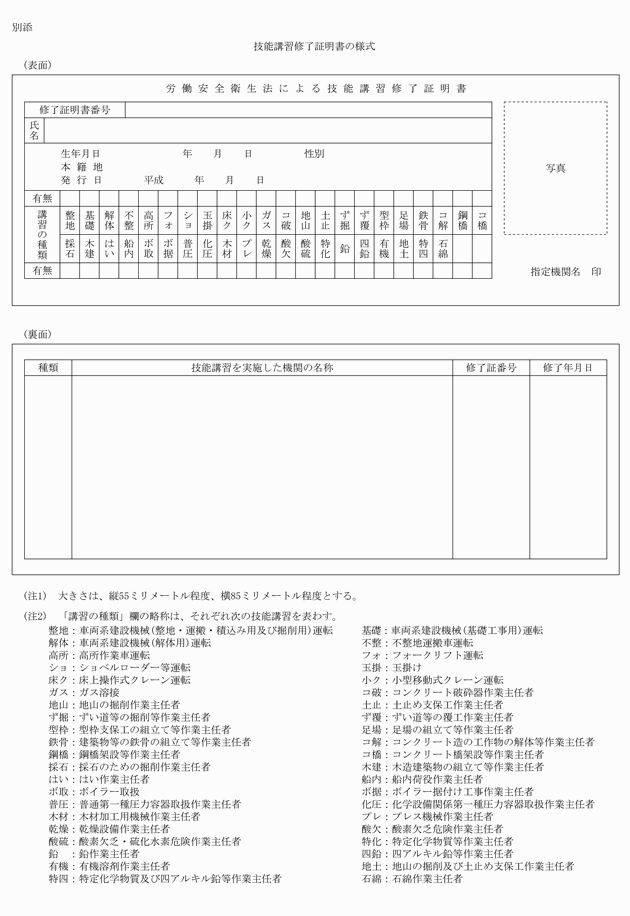 別添
技能講習修了証明書の様式
(表面)
労働安全衛生法による技能講習修了証明書
修了証明書番号
氏名
写真
生年月日 年 月 日 性別
本籍地
発行日 平成 年 月 日
有無
講習の種類
整地 基礎 解体 不整 高所 フォ ショ 玉掛 床ク 小ク ガス コ破 地山 土止 ず掘 ず覆 型枠 足場 鉄骨 コ解 鋼橋 コ橋
採石 木建 はい 船内 ボ取 ボ据 普圧 化圧 木材 プレ 乾燥 酸欠 酸硫 特化 鉛 四鉛 有機 地土 特四 石綿
有無
指定機関名 印
(裏面)
種類 技能講習を実施した機関の名称 修了証番号 修了年月日
(注1) 大きさは、縦55ミリメートル程度、横85ミリメートル程度とする。
(注2) 「講習の種類」欄の略称は、それぞれ次の技能講習を表わす。
整地：車両系建設機械(整地・運搬・積込み用及び掘削用)運転 基礎：車両系建設機械(基礎工事用)運転
解体：車両系建設機械(解体用)運転 不整：不整地運搬車運転
高所：高所作業車運転 フォ：フォークリフト運転
ショ：ショベルローダー等運転 玉掛：玉掛け
床ク：床上操作式クレーン運転 小ク：小型移動式クレーン運転
ガス：ガス溶接 コ破：コンクリート破砕器作業主任者
地山：地山の掘削作業主任者 土止：土止め支保工作業主任者
ず掘：ずい道等の掘削等作業主任者 ず覆：ずい道等の覆工作業主任者
型枠：型枠支保工の組立て等作業主任者 足場：足場の組立て等作業主任者
鉄骨：建築物等の鉄骨の組立て等作業主任者 コ解：コンクリート造の工作物の解体等作業主任者
鋼橋：鋼橋架設等作業主任者 コ橋：コンクリート橋架設等作業主任者
採石：採石のための掘削作業主任者 木建：木造建築物の組立て等作業主任者
はい：はい作業主任者 船内：船内荷役作業主任者
ボ取：ボイラー取扱 ボ据：ボイラー据付け工事作業主任者
普圧：普通第一種圧力容器取扱作業主任者 化圧：化学設備関係第一種圧力容器取扱作業主任者
木材：木材加工用機械作業主任者 プレ：プレス機械作業主任者
乾燥：乾燥設備作業主任者 酸欠：酸素欠乏危険作業主任者
酸硫：酸素欠乏・硫化水素危険作業主任者 特化：特定化学物質等作業主任者
鉛 ：鉛作業主任者 四鉛：四アルキル鉛等作業主任者
有機：有機溶剤作業主任者 地土：地山の掘削及び土止め支保工作業主任者
特四：特定化学物質及び四アルキル鉛等作業主任者 石綿：石綿作業主任者